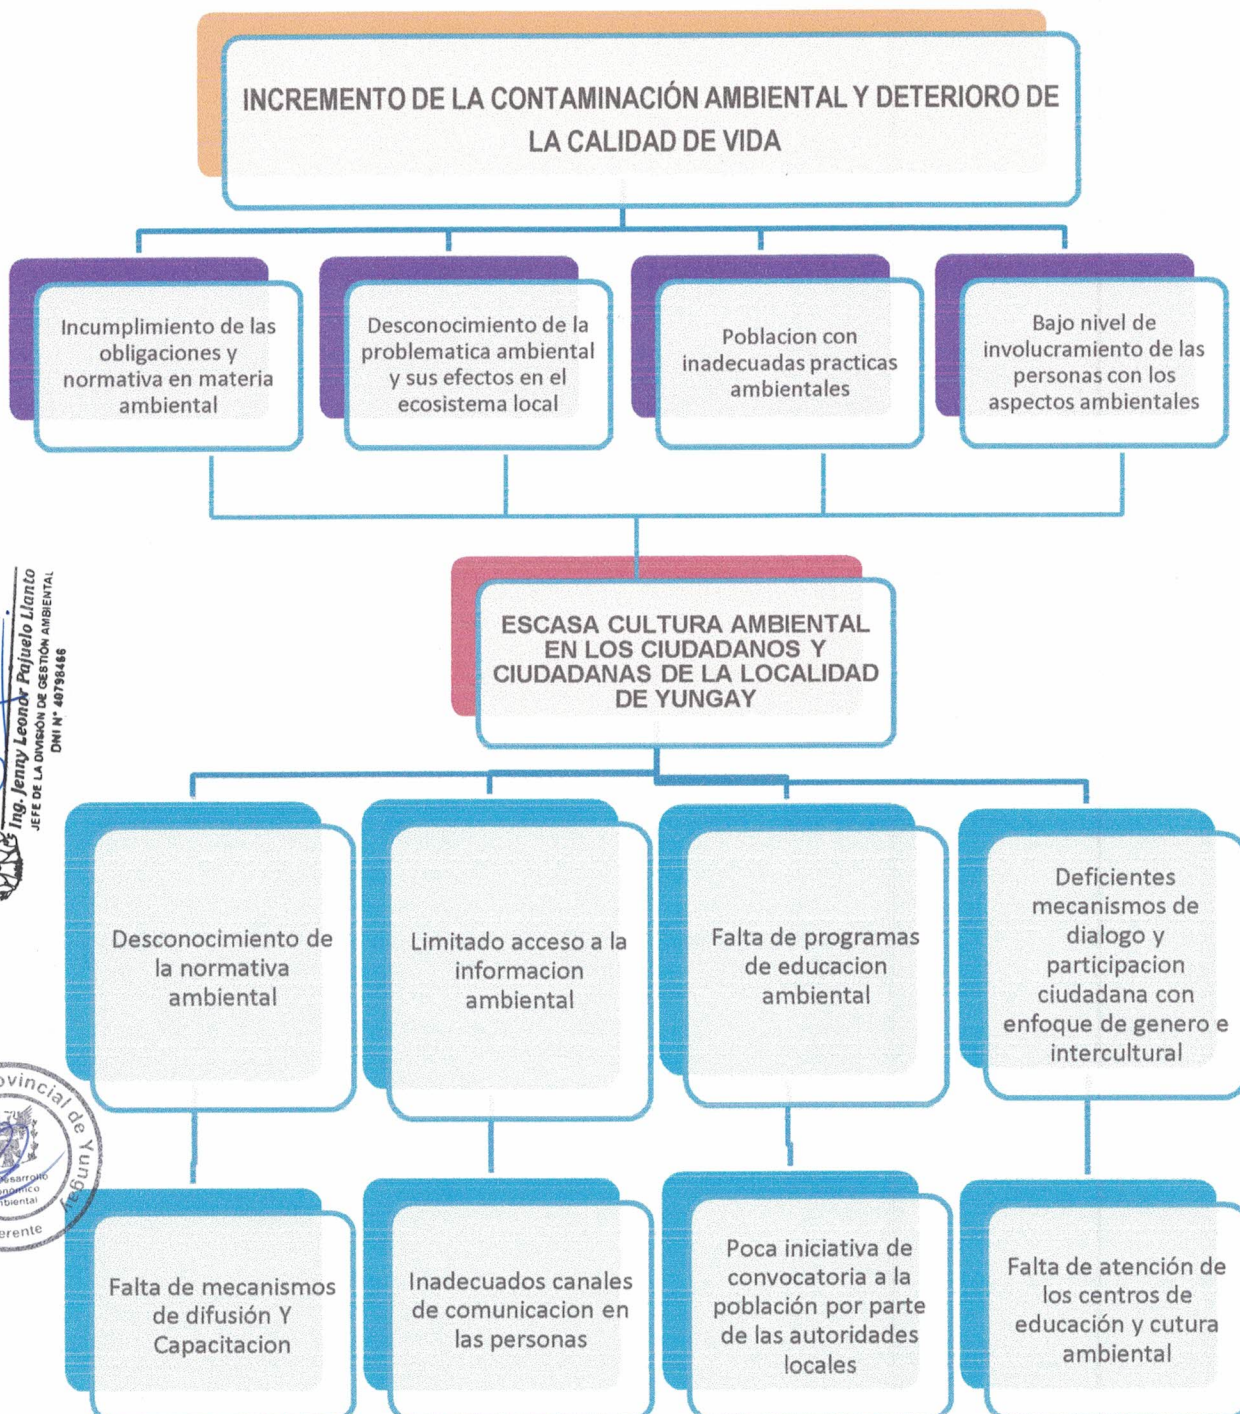 INCREMENTO DE LA CONTAMINACIÓN AMBIENTAL Y DETERIORO DE
LA CALIDAD DE VIDA
Incumplimiento de las
obligaciones y
normativa en materia
ambiental
Desconocimiento de la
problematica ambiental
y sus efectos en el
ecosistema local
Poblacion con
inadecuadas practicas
ambientales
Bajo nivel de
involucramiento de las
personas con los
aspectos ambientales
ESCASA CULTURA AMBIENTAL
EN LOS CIUDADANOS Y
CIUDADANAS DE LA LOCALIDAD
DE YUNGAY
Ing. Jenny Leonor Pajuelo Llanto
JEFE DE LA DIVISIÓN DE GESTIÓN AMBIENTAL
DNI N° 40798466
Desconocimiento de
la normativa
ambiental
Limitado acceso a la
informacion
ambiental
Falta de programas
de educacion
ambiental
Deficientes
mecanismos de
dialogo y
participacion
ciudadana con
enfoque de genero e
intercultural
de Yungay
Falta de mecanismos
de difusión Y
Capacitacion
Inadecuados canales
de comunicacion en
las personas
Poca iniciativa de
convocatoria a la
población por parte
de las autoridades
locales
Falta de atención de
los centros de
educación y cutura
ambiental